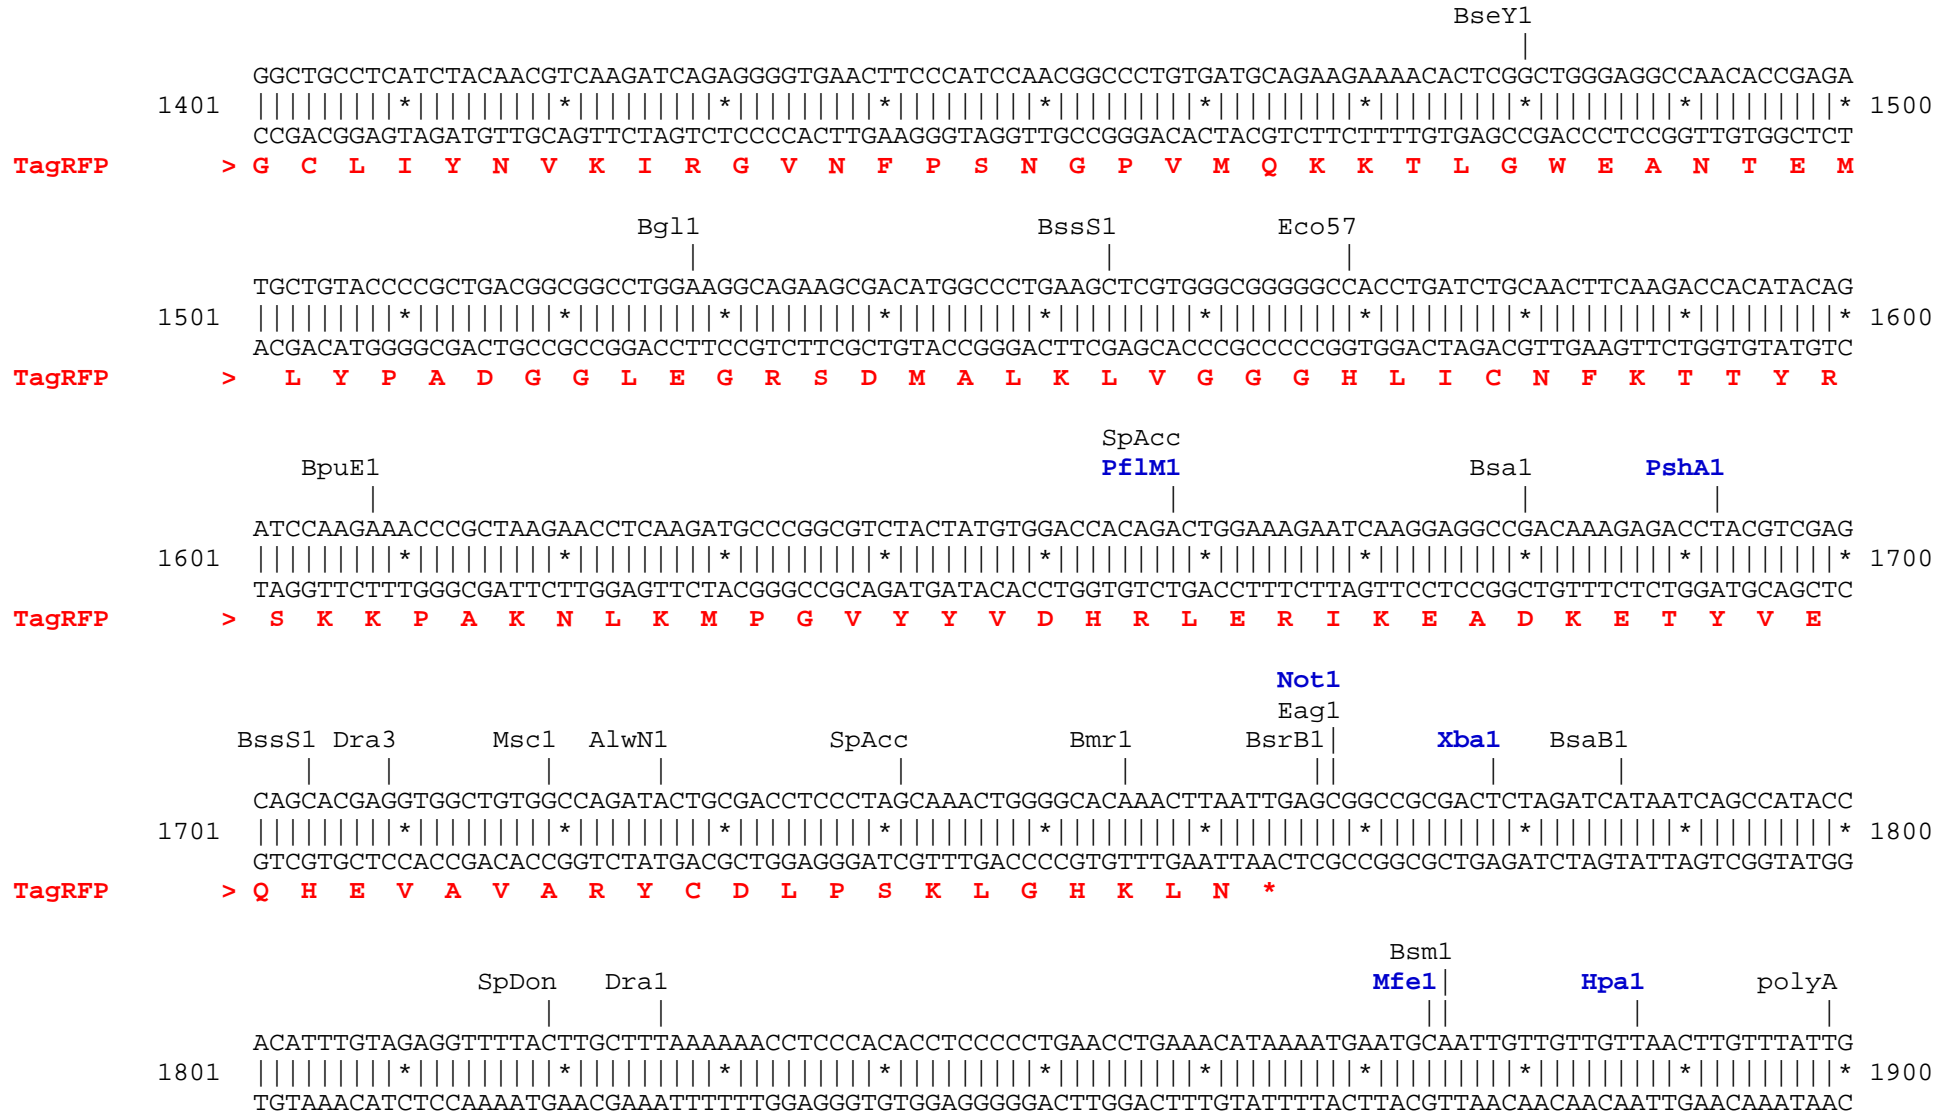 BseY1
|
GGCTGCCTCATCTACAACGTCAAGATCAGAGGGGTGAACTTCCCATCCAACGGCCCTGTGATGCAGAAGAAAACACTCGGCTGGGAGGCCAACACCGAGA
1401 |||||||||*|||||||||*|||||||||*|||||||||*|||||||||*|||||||||*|||||||||*|||||||||*|||||||||*|||||||||* 1500
CCGACGGAGTAGATGTTGCAGTTCTAGTCTCCCCACTTGAAGGGTAGGTTGCCGGGACACTACGTCTTCTTTTGTGAGCCGACCCTCCGGTTGTGGCTCT
TagRFP > G C L I Y N V K I R G V N F P S N G P V M Q K K T L G W E A N T E M
Bgl1 BssS1 Eco57
| | |
TGCTGTACCCCGCTGACGGCGGCCTGGAAGGCAGAAGCGACATGGCCCTGAAGCTCGTGGGCGGGGGCCACCTGATCTGCAACTTCAAGACCACATACAG
1501 |||||||||*|||||||||*|||||||||*|||||||||*|||||||||*|||||||||*|||||||||*|||||||||*|||||||||*|||||||||* 1600
ACGACATGGGGCGACTGCCGCCGGACCTTCCGTCTTCGCTGTACCGGGACTTCGAGCACCCGCCCCCGGTGGACTAGACGTTGAAGTTCTGGTGTATGTC
TagRFP > L Y P A D G G L E G R S D M A L K L V G G G H L I C N F K T T Y R
SpAcc
BpuE1 PflM1 Bsa1 PshA1
| | | |
ATCCAAGAAACCCGCTAAGAACCTCAAGATGCCCGGCGTCTACTATGTGGACCACAGACTGGAAAGAATCAAGGAGGCCGACAAAGAGACCTACGTCGAG
1601 |||||||||*|||||||||*|||||||||*|||||||||*|||||||||*|||||||||*|||||||||*|||||||||*|||||||||*|||||||||* 1700
TAGGTTCTTTGGGCGATTCTTGGAGTTCTACGGGCCGCAGATGATACACCTGGTGTCTGACCTTTCTTAGTTCCTCCGGCTGTTTCTCTGGATGCAGCTC
TagRFP > S K K P A K N L K M P G V Y Y V D H R L E R I K E A D K E T Y V E
Not1
Eag1
BssS1 Dra3 Msc1 AlwN1 SpAcc Bmr1 BsrB1| Xba1 BsaB1
| | | | | | || | |
CAGCACGAGGTGGCTGTGGCCAGATACTGCGACCTCCCTAGCAAACTGGGGCACAAACTTAATTGAGCGGCCGCGACTCTAGATCATAATCAGCCATACC
1701 |||||||||*|||||||||*|||||||||*|||||||||*|||||||||*|||||||||*|||||||||*|||||||||*|||||||||*|||||||||* 1800
GTCGTGCTCCACCGACACCGGTCTATGACGCTGGAGGGATCGTTTGACCCCGTGTTTGAATTAACTCGCCGGCGCTGAGATCTAGTATTAGTCGGTATGG
TagRFP > Q H E V A V A R Y C D L P S K L G H K L N *
Bsm1
SpDon Dra1 Mfe1| Hpa1 polyA
| | || | |
ACATTTGTAGAGGTTTTACTTGCTTTAAAAAACCTCCCACACCTCCCCCTGAACCTGAAACATAAAATGAATGCAATTGTTGTTGTTAACTTGTTTATTG
1801 |||||||||*|||||||||*|||||||||*|||||||||*|||||||||*|||||||||*|||||||||*|||||||||*|||||||||*|||||||||* 1900
TGTAAACATCTCCAAAATGAACGAAATTTTTTGGAGGGTGTGGAGGGGGACTTGGACTTTGTATTTTACTTACGTTAACAACAACAATTGAACAAATAAC